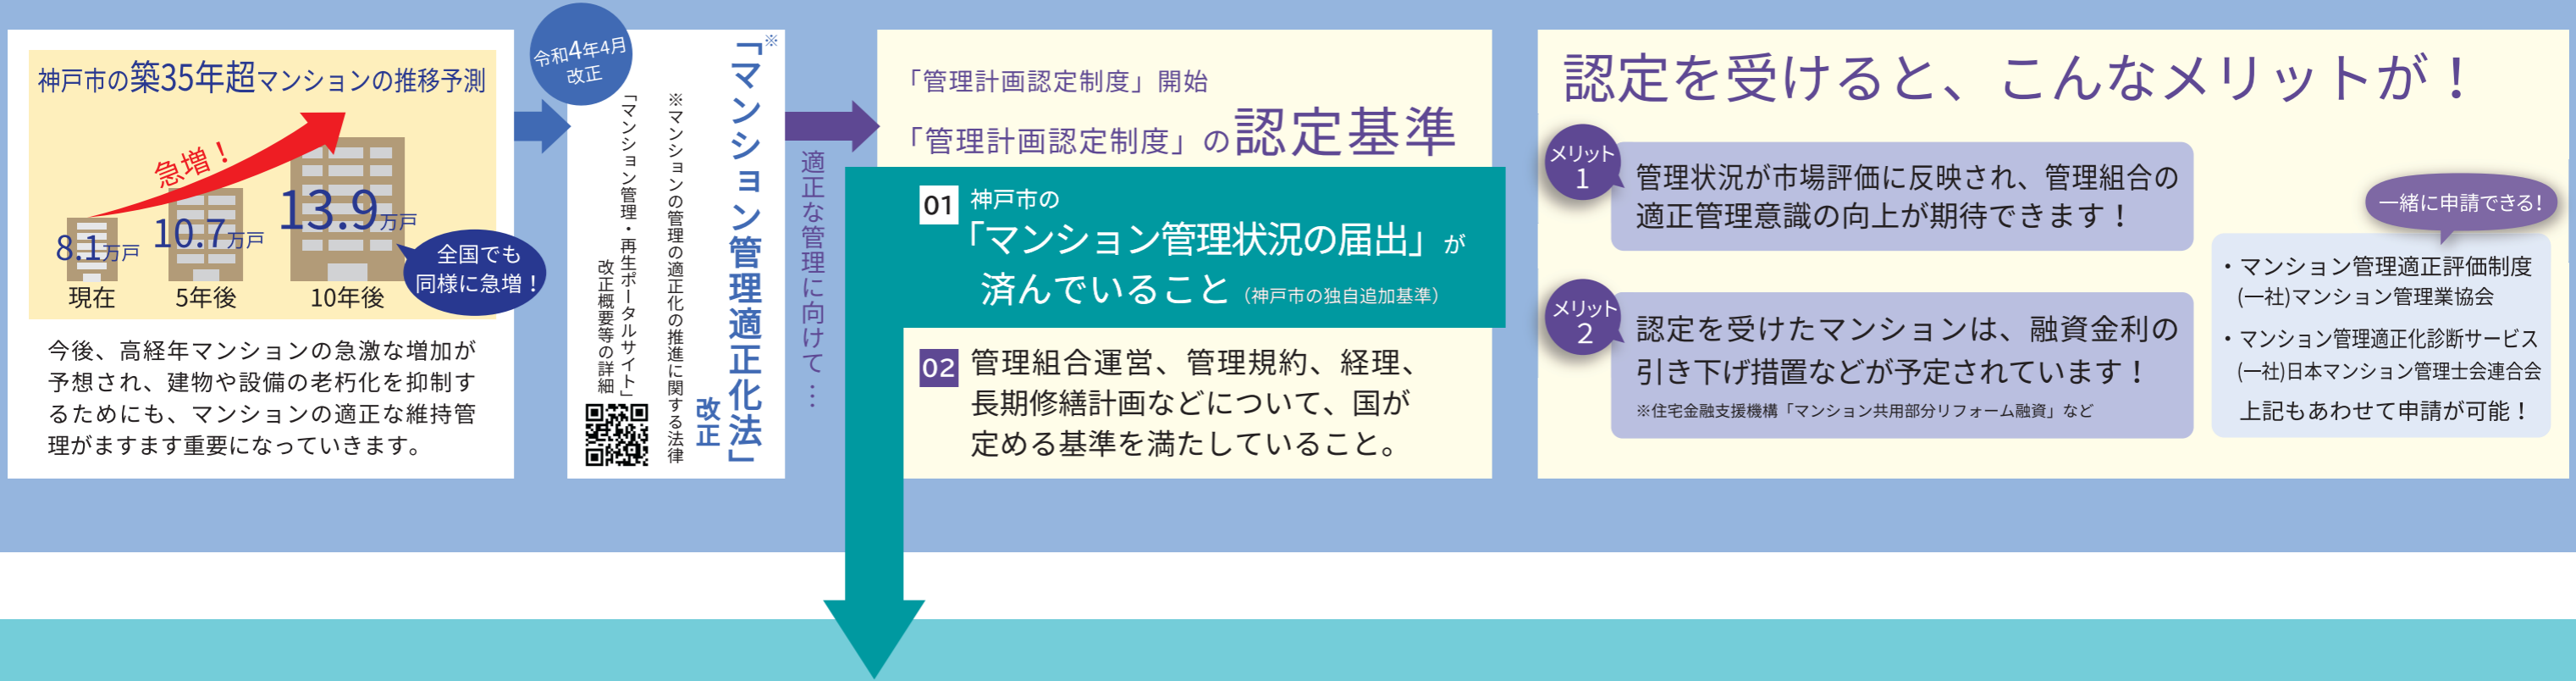 神戸市の築35年超マンションの推移予測
急増！
8.1万戸
10.7万戸
13.9万戸
現在
5年後
10年後
全国でも
同様に急増！
今後、高経年マンションの急激な増加が
予想され、建物や設備の老朽化を抑制す
るためにも、マンションの適正な維持管
理がますます重要になっていきます。
令和4年4月
改正
「マンション管理適正化法」※
改正
※マンションの管理の適正化の推進に関する法律
「マンション管理・再生ポータルサイト」
改正概要等の詳細
適正な管理に向けて…
「管理計画認定制度」開始
「管理計画認定制度」の認定基準
01 神戸市の
「マンション管理状況の届出」が
済んでいること（神戸市の独自追加基準）
02 管理組合運営、管理規約、経理、
長期修繕計画などについて、国が
定める基準を満たしていること。
認定を受けると、こんなメリットが！
メリット
1
管理状況が市場評価に反映され、管理組合の
適正管理意識の向上が期待できます！
メリット
2
認定を受けたマンションは、融資金利の
引き下げ措置などが予定されています！
※住宅金融支援機構「マンション共用部分リフォーム融資」など
一緒に申請できる！
・マンション管理適正評価制度
(一社)マンション管理業協会
・マンション管理適正化診断サービス
(一社)日本マンション管理士会連合会
上記もあわせて申請が可能！